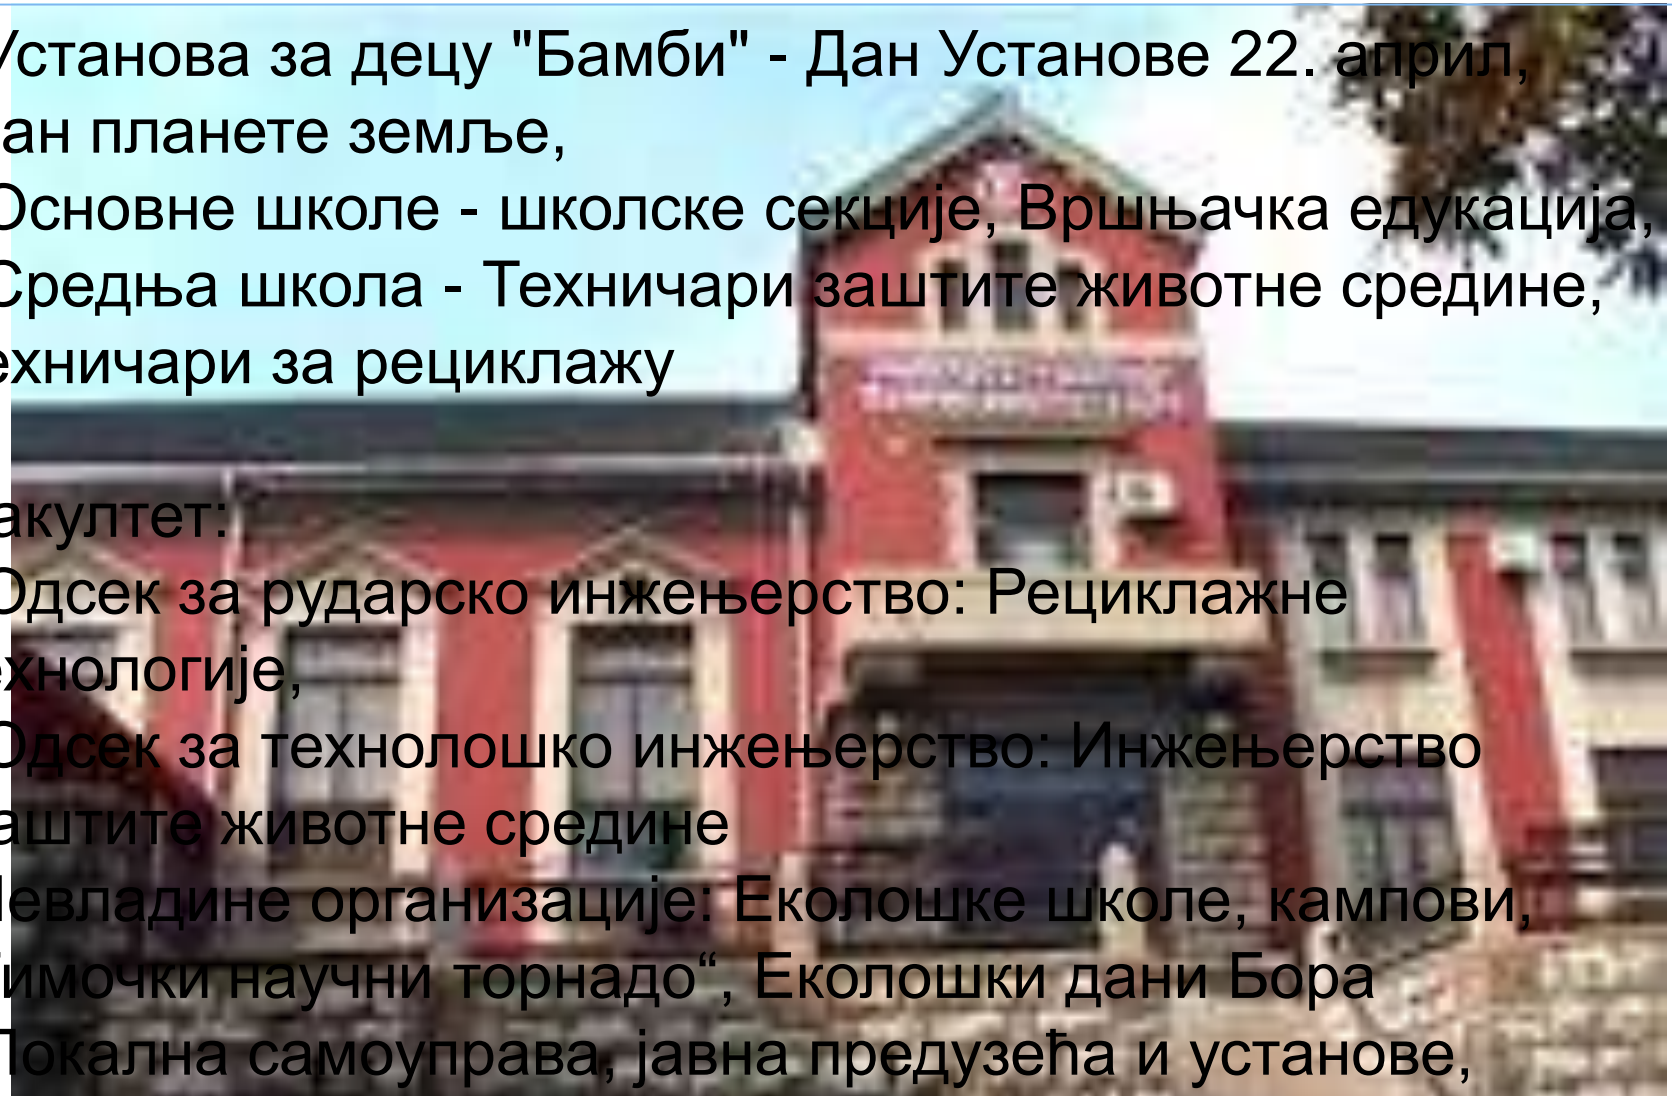 Установа за децу "Бамби" - Дан Установе 22. април,
ан планете земље,
Основне школе - школске секције, Вршњачка едукација,
Средња школа - Техничари заштите животне средине,
ехничари за рециклажу
акултет:
Одсек за рударско инжењерство: Рециклажне
ехнологије,
Одсек за технолошко инжењерство: Инжењерство
аштите животне средине
евладине организације: Еколошке школе, кампови,
имочки научни торнадо“, Еколошки дани Бора
Локална самоуправа, јавна предузећа и установе,